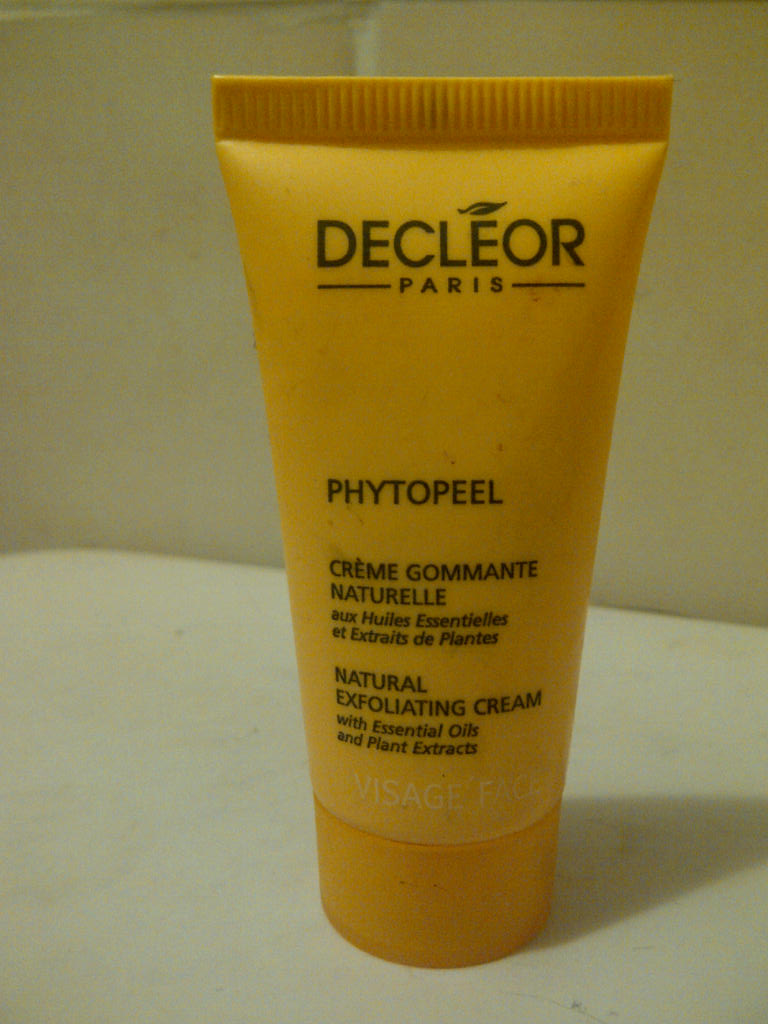 DECLÉOR
PARIS
PHYTOPEEL
CRÈME GOMMANTE
NATURELLE
aux Huiles Essentielles
et Extraits de Plantes
NATURAL
EXFOLIATING CREAM
with Essential Oils
and Plant Extracts
VISAGE FACE